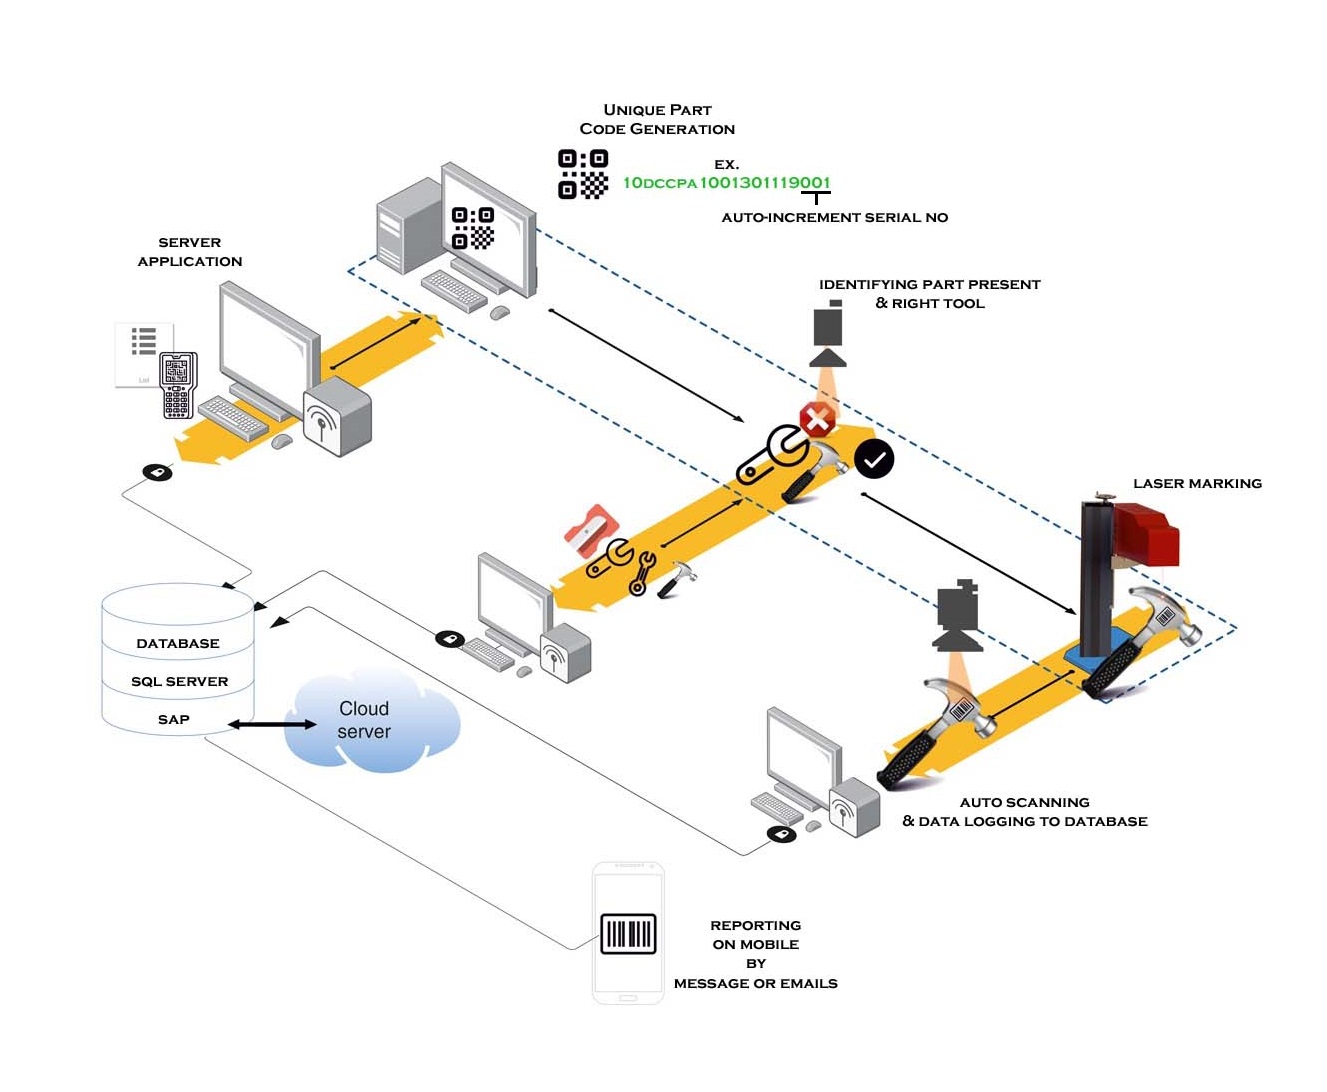 Unique Part
Code Generation
EX.
10DCCPA1001301119001
AUTO-INCREMENT SERIAL NO
SERVER
APPLICATION
List
IDENTIFYING PART PRESENT
& RIGHT TOOL
LASER MARKING
DATABASE
SQL SERVER
SAP
Cloud
server
AUTO SCANNING
& DATA LOGGING TO DATABASE
REPORTING
ON MOBILE
BY
MESSAGE OR EMAILS